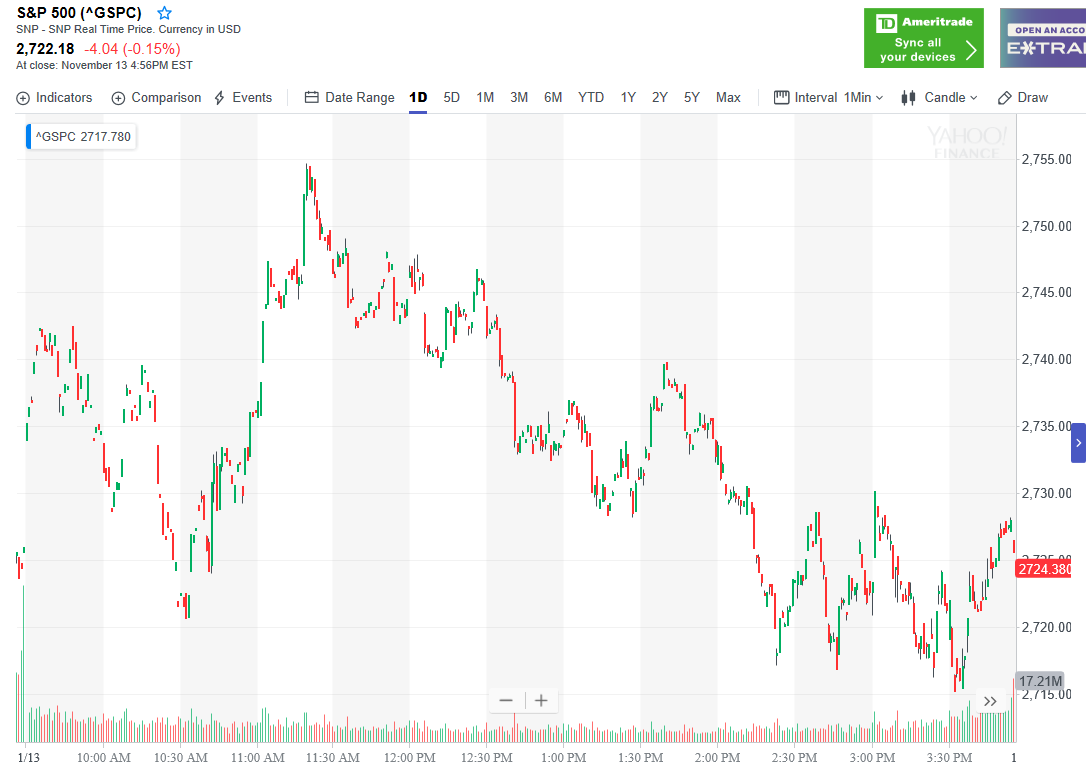 S&P 500 (^GSPC)
SNP - SNP Real Time Price. Currency in USD
2,722.18 -4.04 (-0.15%)
At close: November 13 4:56PM EST
TD Ameritrade
Sync all
your devices
OPEN AN ACCO
E*TRA
Indicators Comparison Events Date Range 1D 5D 1M 3M 6M YTD 1Y 2Y 5Y Max Interval 1Min Candle Draw
^GSPC 2717.780
YAHOO!
FINANCE
2,755.00
2,750.00
2,745.00
2,740.00
2,735.00
2,730.00
2,725.00
2724.380
2,720.00
17.21M
2,715.00
1/13 10:00 AM 10:30 AM 11:00 AM 11:30 AM 12:00 PM 12:30 PM 1:00 PM 1:30 PM 2:00 PM 2:30 PM 3:00 PM 3:30 PM 1